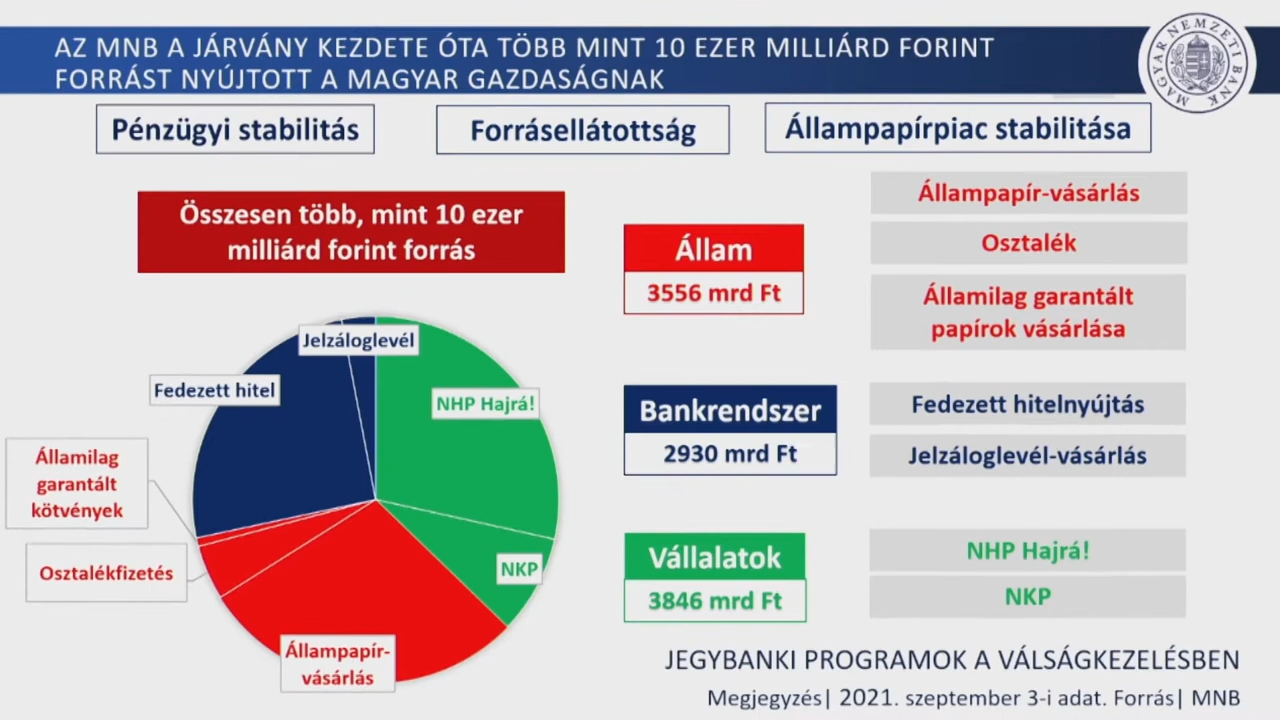 AZ MNB A JÁRVÁNY KEZDETE ÓTA TÖBB MINT 10 EZER MILLIÁRD FORINT
FORRÁST NYÚJTOTT A MAGYAR GAZDASÁGNAK
MAGYAR NEMZETI BANK
Pénzügyi stabilitás
Forrásellátottság
Állampapírpiac stabilitása
Összesen több, mint 10 ezer
milliárd forint forrás
Jelzáloglevél
Fedezett hitel
NHP Hajrá!
Államilag
garantált
kötvények
Osztalékfizetés
NKP
Állampapír-
vásárlás
Állam
3556 mrd Ft
Állampapír-vásárlás
Osztalék
Államilag garantált
papírok vásárlása
Bankrendszer
2930 mrd Ft
Fedezett hitelnyújtás
Jelzáloglevél-vásárlás
Vállalatok
3846 mrd Ft
NHP Hajrá!
NKP
JEGYBANKI PROGRAMOK A VÁLSÁGKEZELÉSBEN
Megjegyzés| 2021. szeptember 3-i adat. Forrás| MNB